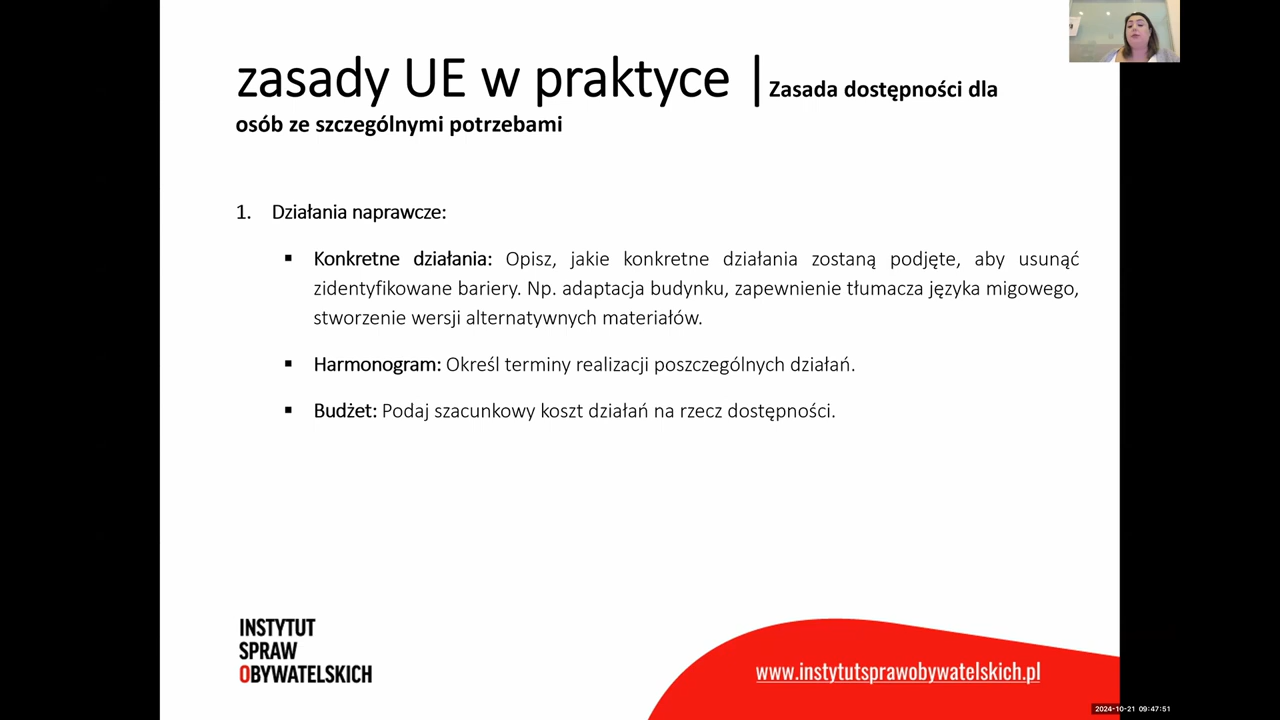 zasady UE w praktyce | Zasada dostępności dla
osób ze szczególnymi potrzebami
1. Działania naprawcze:
▪ Konkretne działania: Opisz, jakie konkretne działania zostaną podjęte, aby usunąć
zidentyfikowane bariery. Np. adaptacja budynku, zapewnienie tłumacza języka migowego,
stworzenie wersji alternatywnych materiałów.
▪ Harmonogram: Określ terminy realizacji poszczególnych działań.
▪ Budżet: Podaj szacunkowy koszt działań na rzecz dostępności.
INSTYTUT
SPRAW
OBYWATELSKICH
www.instytutsprawobywatelskich.pl
2024-10-21 09:47:51